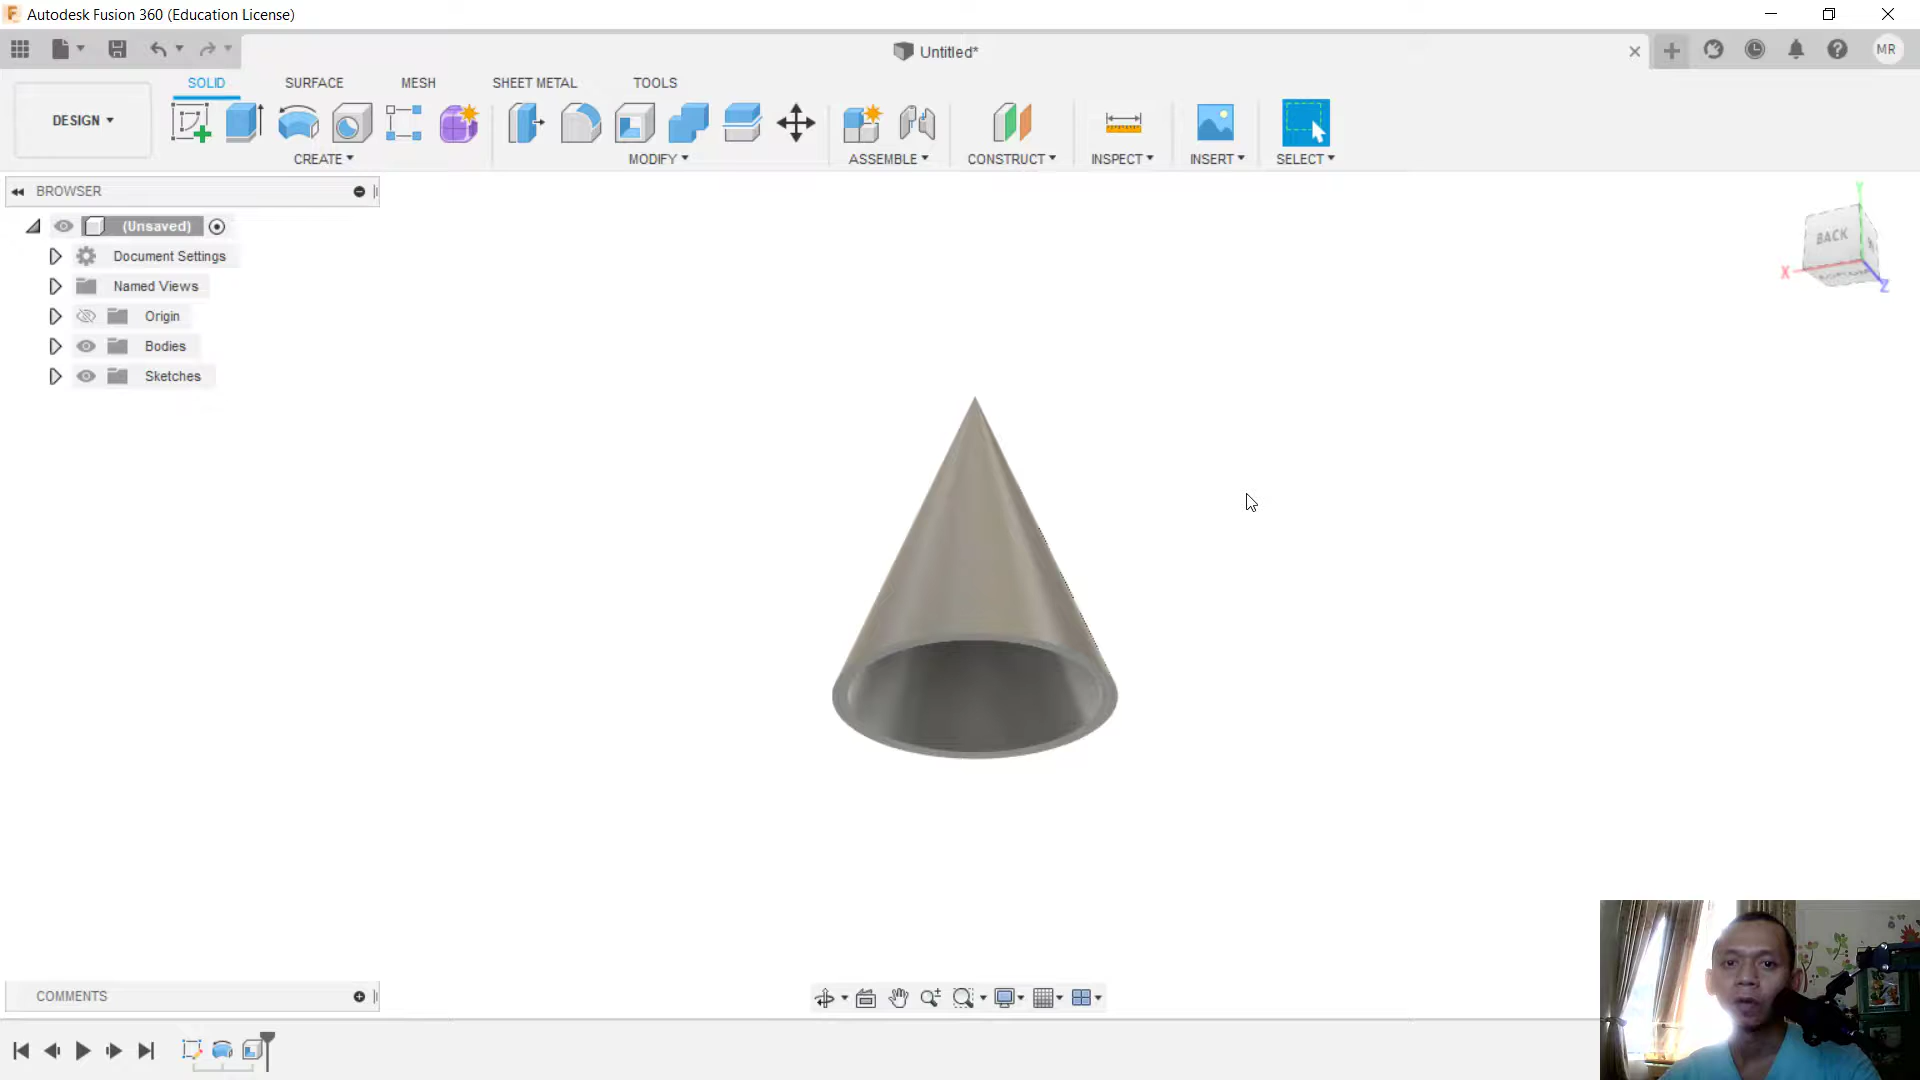 Autodesk Fusion 360 (Education License)
Untitled*
MR
SOLID SURFACE MESH SHEET METAL TOOLS
DESIGN
CREATE MODIFY ASSEMBLE CONSTRUCT INSPECT INSERT SELECT
BROWSER
(Unsaved)
Document Settings
Named Views
Origin
Bodies
Sketches
Y
BACK
X
Z
COMMENTS